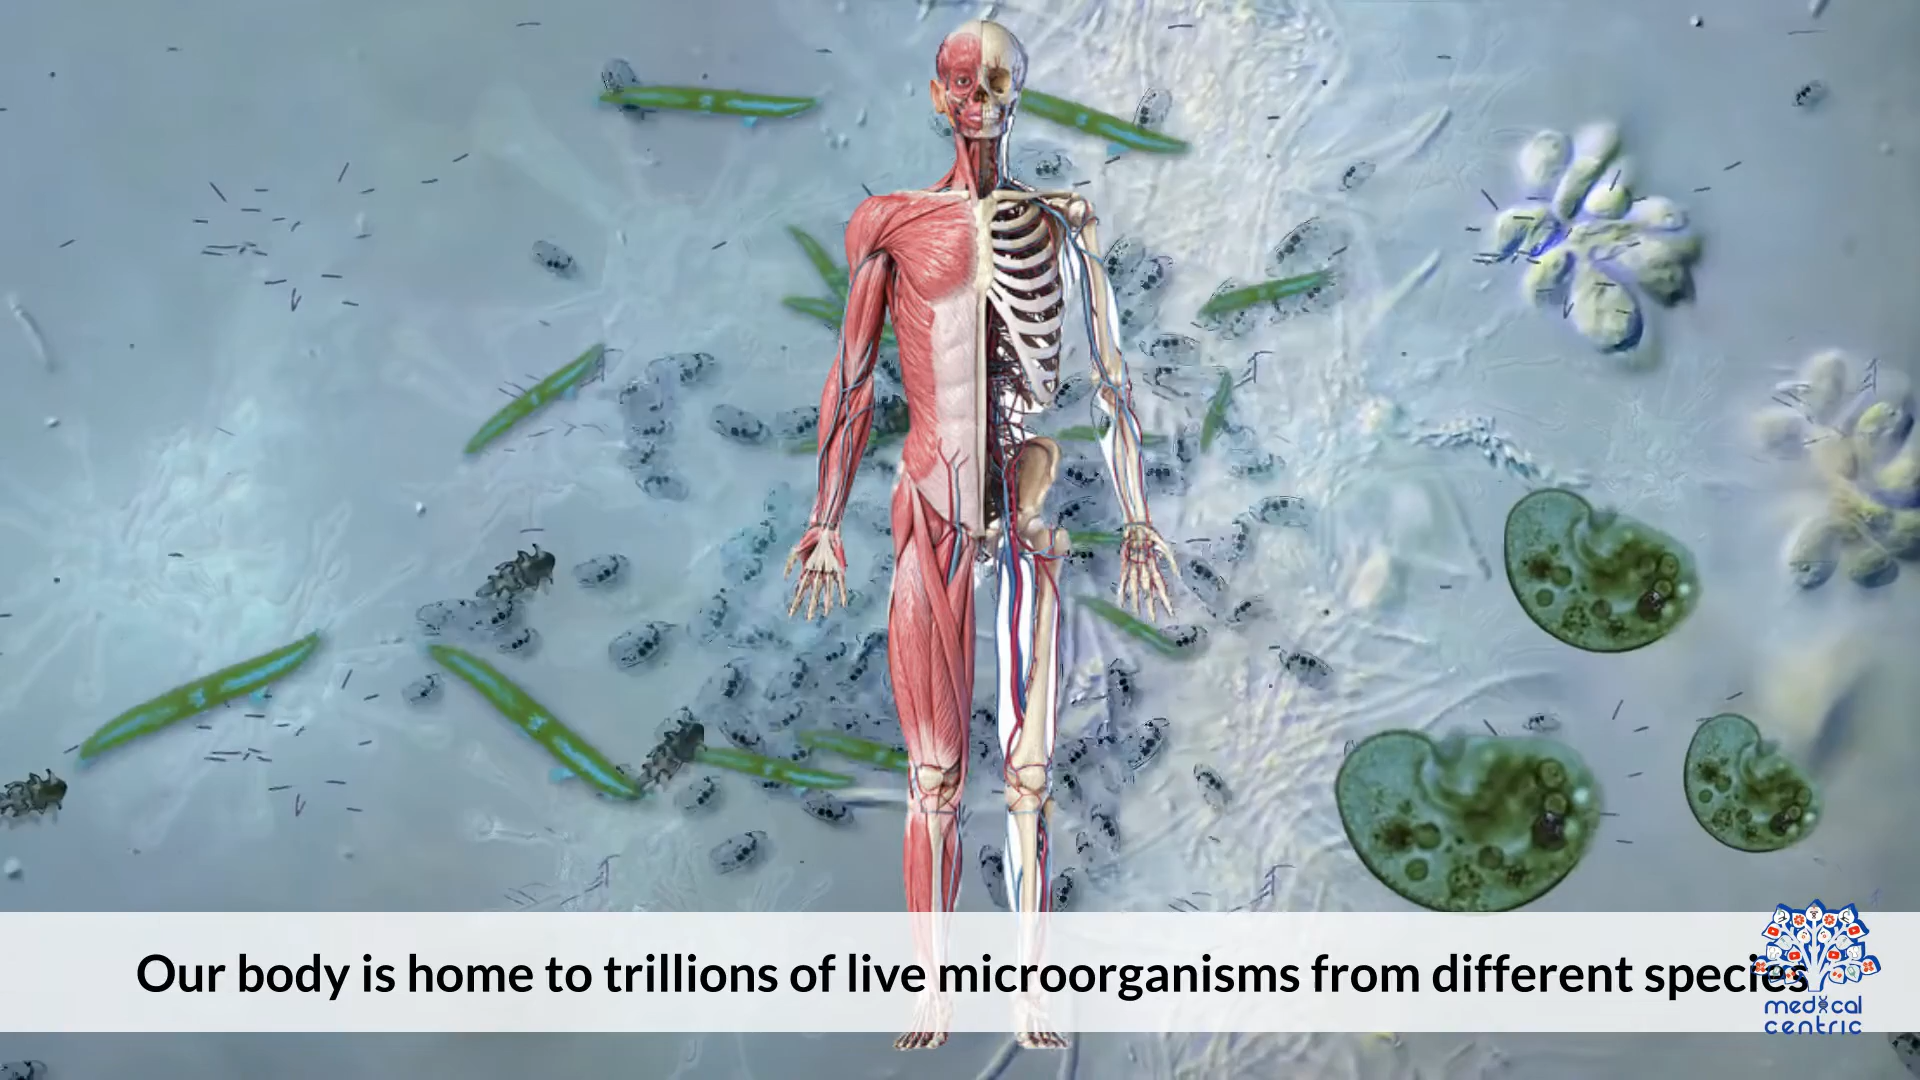 Our body is home to trillions of live microorganisms from different species
medical
centric